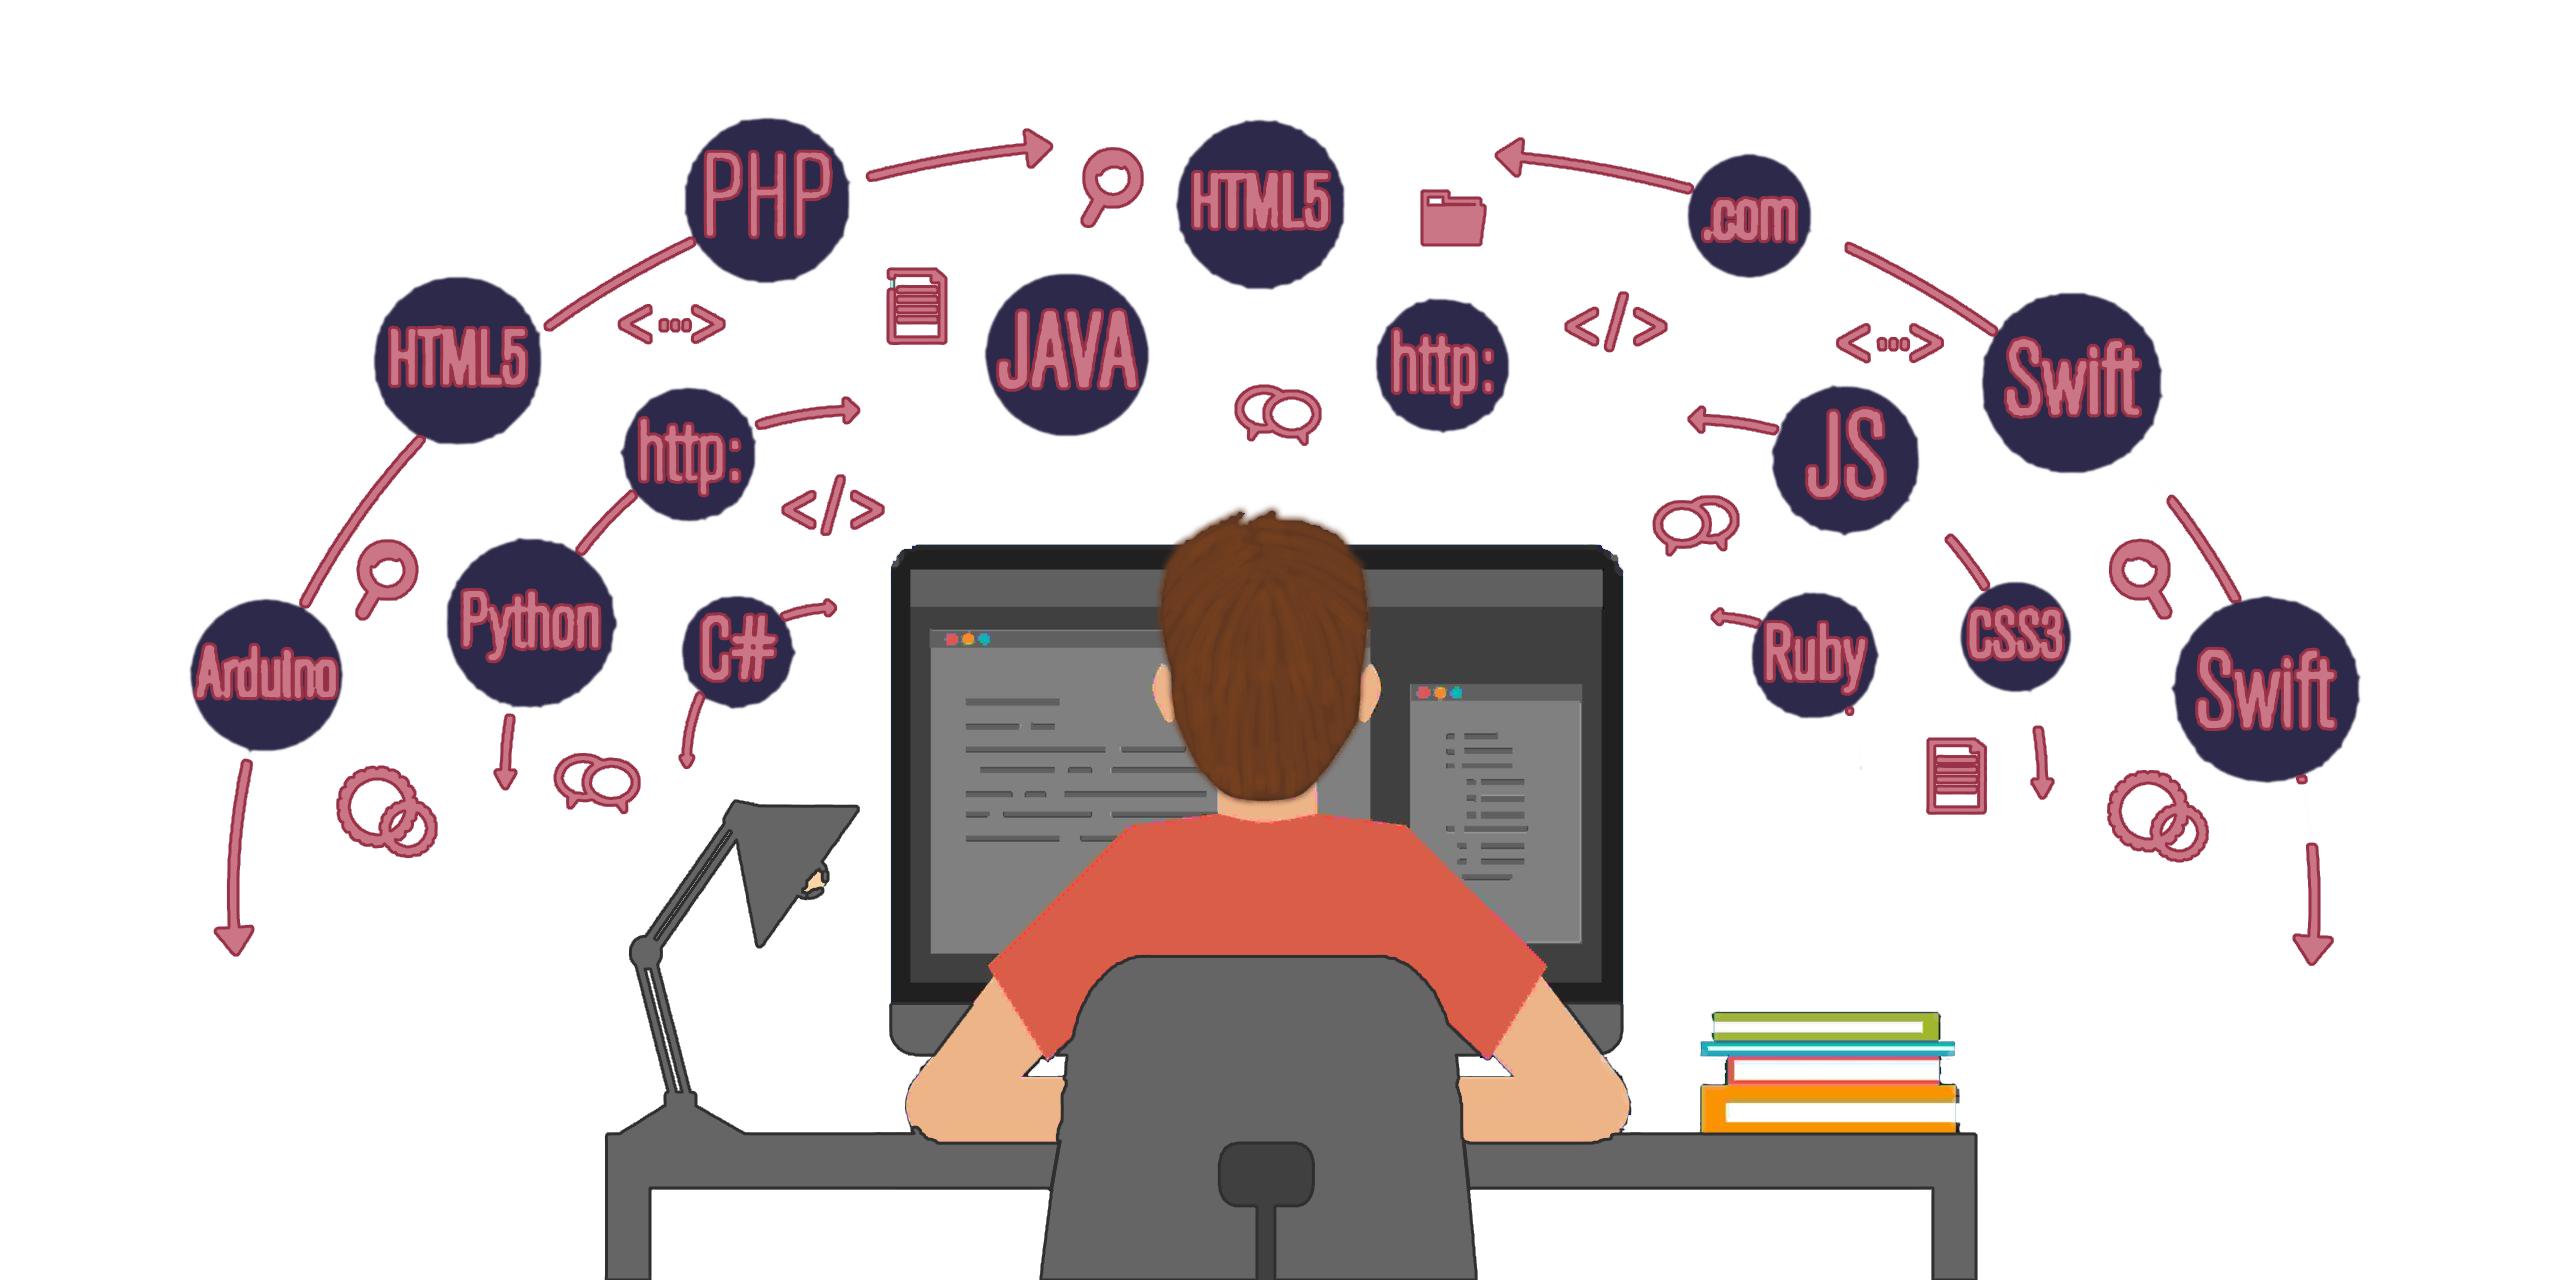 PHP
HTML5
.com
HTML5
JAVA
http:
Swift
http:
JS
Python
C#
Ruby
CSS3
Arduino
Swift
<...>
</>
<...>
</>